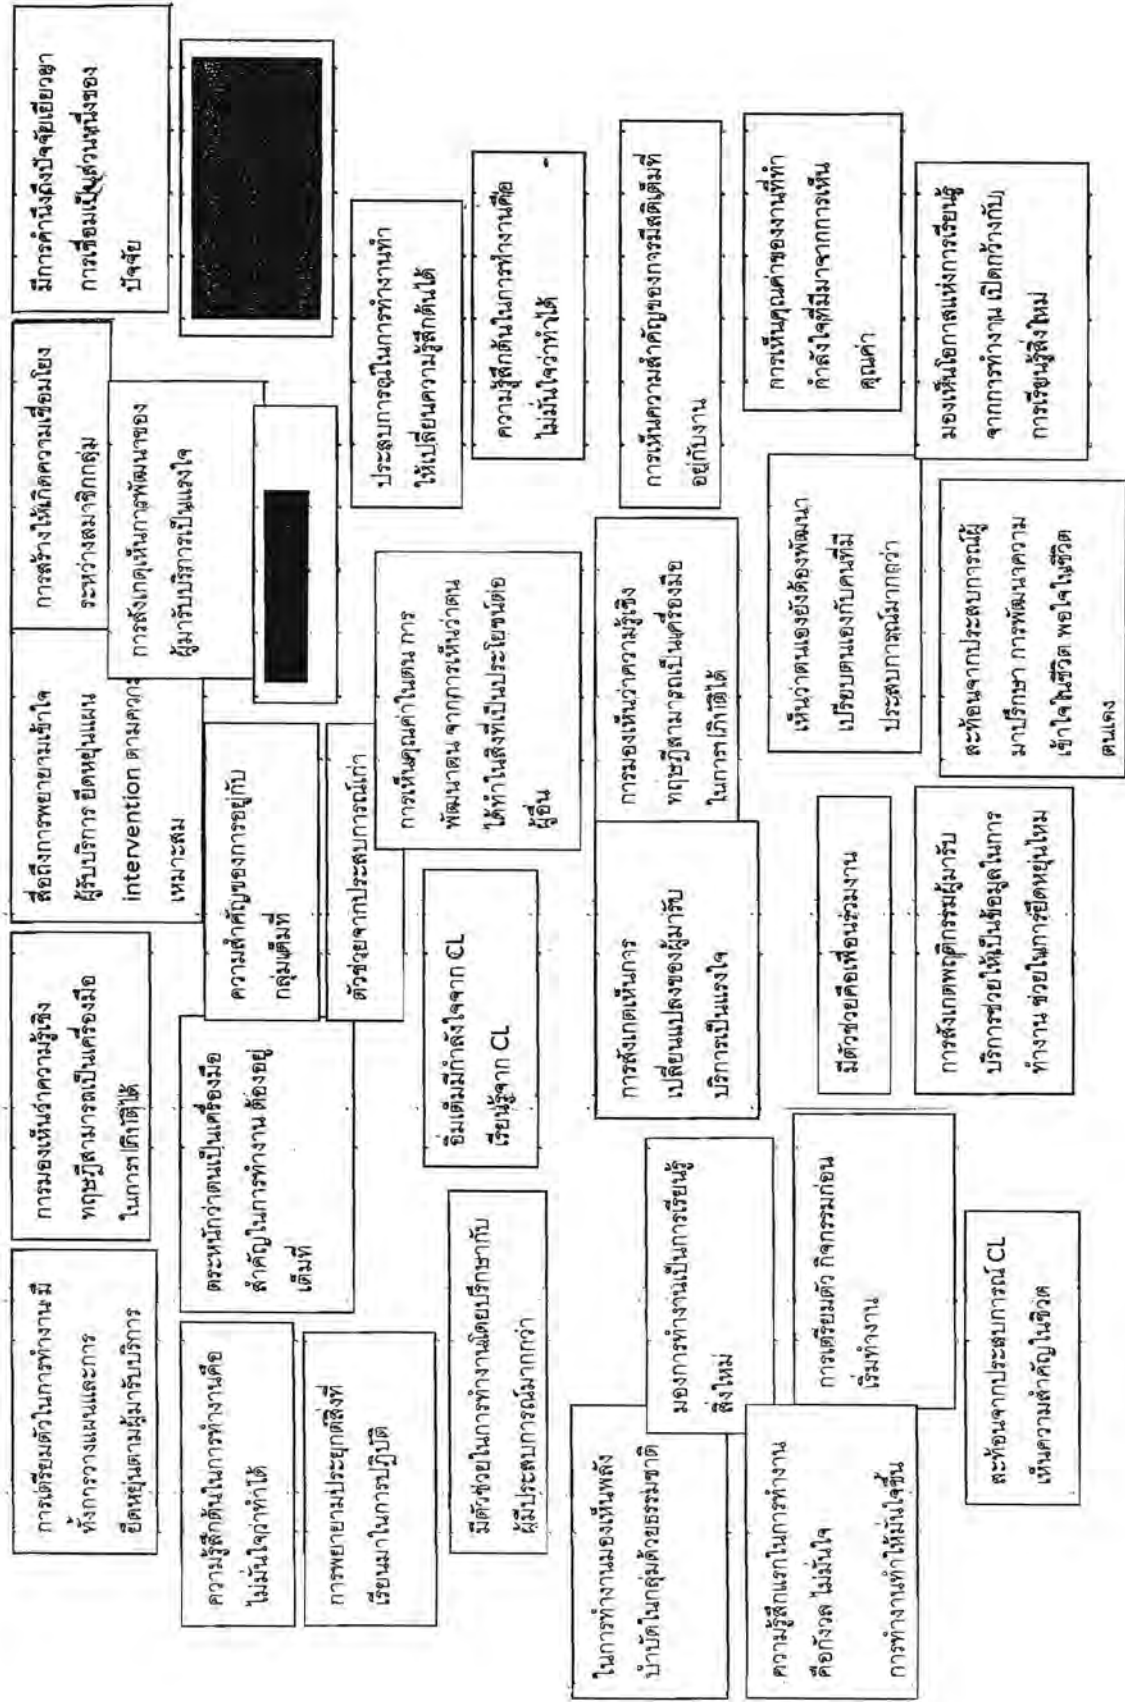 การเตรียมตัวในการทำงาน มี
ทั้งการวางแผนและการ
ยืดหยุ่นตามผู้มารับบริการ
การมองเห็นว่าความรู้เชิง
ทฤษฎีสามารถเป็นเครื่องมือ
ในการปฏิบัติได้
สื่อถึงการพยายามเข้าใจ
ผู้รับบริการ ยืดหยุ่นแผน
intervention ตามความ
เหมาะสม
การสร้างให้เกิดความเชื่อมโยง
ระหว่างสมาชิกกลุ่ม
มีการคำนึงถึงปัจจัยเยียวยา
การเชื่อมเป็นส่วนหนึ่งของ
ปัจจัย
การสังเกตุเห็นการพัฒนาของ
ผู้มารับบริการเป็นแรงใจ
ความรู้สึกต้นในการทำงานคือ
ไม่มั่นใจว่าทำได้
ตระหนักว่าตนเป็นเครื่องมือ
สำคัญในการทำงาน ต้องอยู่
เต็มที่
ความสำคัญของการอยู่กับ
กลุ่มเต็มที่
การพยายามประยุกต์สิ่งที่
เรียนมาในการปฏิบัติ
ตัวช่วยจากประสบการณ์เก่า
ประสบการณ์ในการทำงานทำ
ให้เปลี่ยนความรู้สึกต้นได้
การเห็นคุณค่าในตน การ
พัฒนาตน จากการเห็นว่าตน
ได้ทำในสิ่งที่เป็นประโยชน์ต่อ
ผู้อื่น
มีตัวช่วยในการทำงานโดยปรึกษากับ
ผู้มีประสบการณ์มากกว่า
อิ่มเต็มมีกำลังใจจาก CL
เรียนรู้จาก CL
ความรู้สึกต้นในการทำงานคือ
ไม่มั่นใจว่าทำได้
ในการทำงานมองเห็นพลัง
บำบัดในกลุ่มด้วยธรรมชาติ
มองการทำงานเป็นการเรียนรู้
สิ่งใหม่
การสังเกตเห็นการ
เปลี่ยนแปลงของผู้มารับ
บริการเป็นแรงใจ
การมองเห็นว่าความรู้เชิง
ทฤษฎีสามารถเป็นเครื่องมือ
ในการปฏิบัติได้
การเห็นความสำคัญของการมีสติเต็มที่
อยู่กับงาน
ความรู้สึกแรกในการทำงาน
คือกังวล ไม่มั่นใจ
การทำงานทำให้มั่นใจขึ้น
การเตรียมตัว กิจกรรมก่อน
เริ่มทำงาน
มีตัวช่วยคือเพื่อนร่วมงาน
เห็นว่าตนเองยังต้องพัฒนา
เปรียบตนเองกับคนที่มี
ประสบการณ์มากกว่า
การเห็นคุณค่าของงานที่ทำ
กำลังใจที่มีมาจากการเห็น
คุณค่า
การสังเกตพฤติกรรมผู้มารับ
บริการช่วยให้เป็นข้อมูลในการ
ทำงาน ช่วยในการยืดหยุ่นไหม
สะท้อนจากประสบการณ์ผู้
มาปรึกษา การพัฒนาความ
เข้าใจในชีวิต พอใจในชีวิต
ตนเอง
มองเห็นโอกาสแห่งการเรียนรู้
จากการทำงาน เปิดกว้างกับ
การเรียนรู้สิ่งใหม่
สะท้อนจากประสบการณ์ CL
เห็นความสำคัญในชีวิต